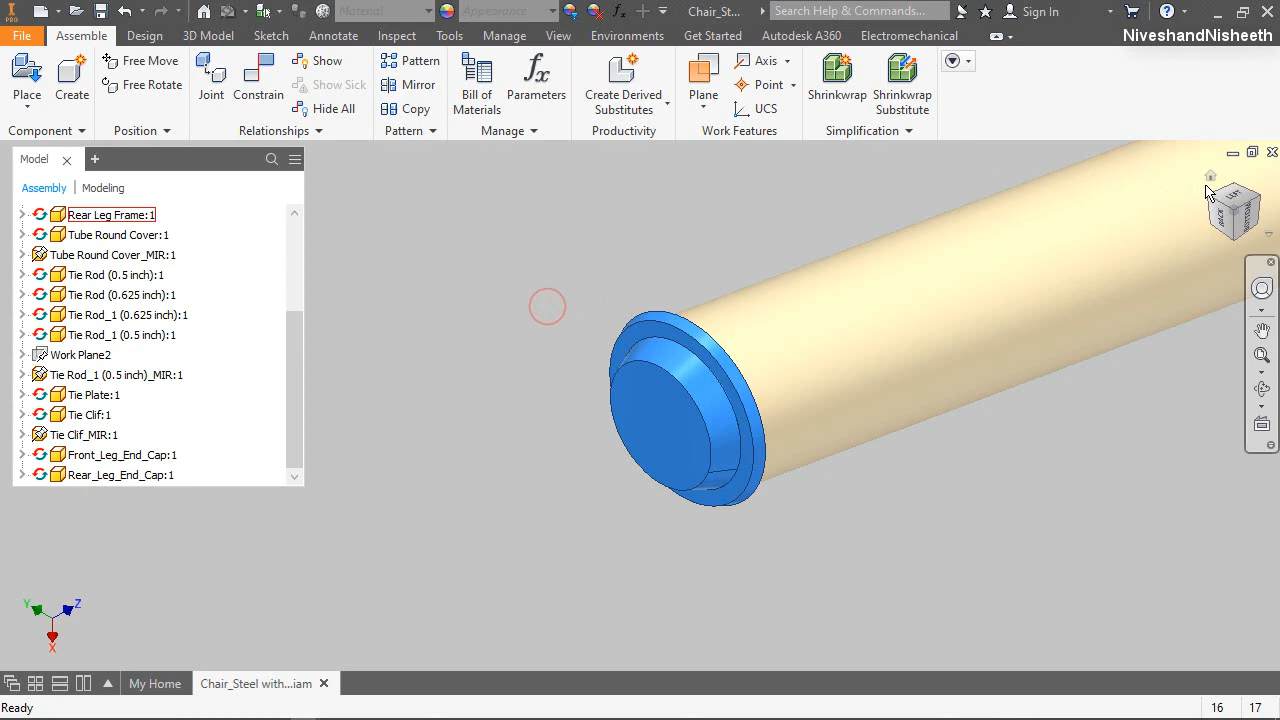 PRO
Material
Appearance
Chair_St...
Search Help & Commands...
Sign In
File
Assemble
Design
3D Model
Sketch
Annotate
Inspect
Tools
Manage
View
Environments
Get Started
Autodesk A360
Electromechanical
NiveshandNisheeth
Place
Create
Free Move
Free Rotate
Component
Position
Joint
Constrain
Show
Show Sick
Hide All
Relationships
Pattern
Mirror
Copy
Pattern
Bill of
Materials
fx
Parameters
Manage
Create Derived
Substitutes
Productivity
Plane
Axis
Point
UCS
Work Features
Shrinkwrap
Shrinkwrap
Substitute
Simplification
Model
Assembly
Modeling
Rear Leg Frame:1
Tube Round Cover:1
Tube Round Cover_MIR:1
Tie Rod (0.5 inch):1
Tie Rod (0.625 inch):1
Tie Rod_1 (0.625 inch):1
Tie Rod_1 (0.5 inch):1
Work Plane2
Tie Rod_1 (0.5 inch)_MIR:1
Tie Plate:1
Tie Clif:1
Tie Clif_MIR:1
Front_Leg_End_Cap:1
Rear_Leg_End_Cap:1
LEFT
Y
Z
X
My Home
Chair_Steel with...iam
Ready
16
17